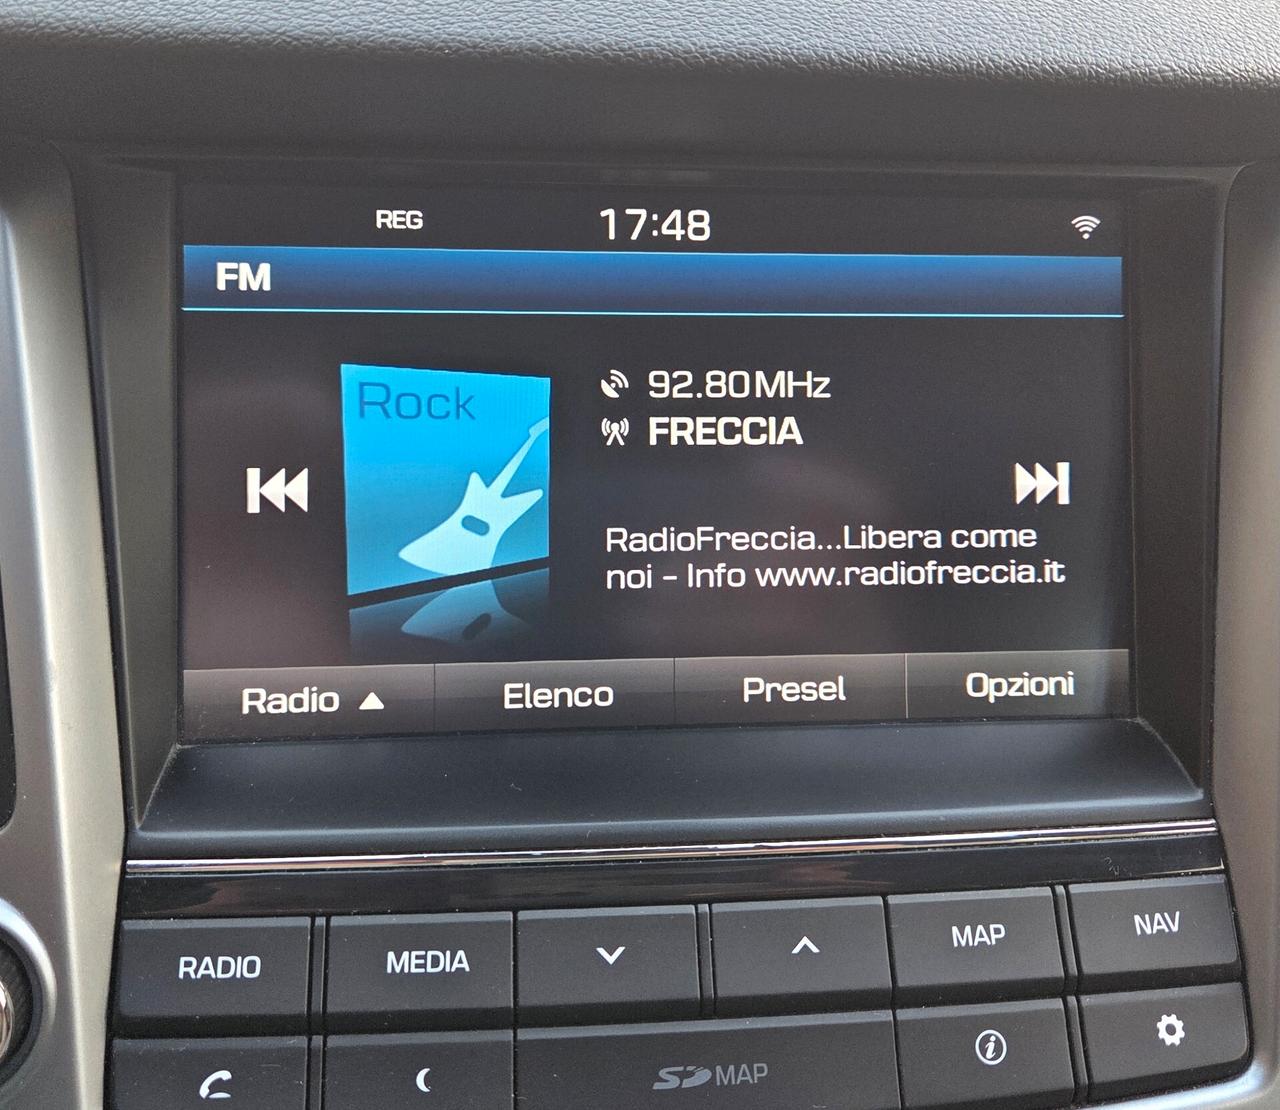 REG 17:48
FM
Rock
92.80MHz
FRECCIA
RadioFreccia...Libera come
noi - Info www.radiofreccia.it
Radio Elenco Presel Opzioni
RADIO MEDIA MAP NAV
SD MAP